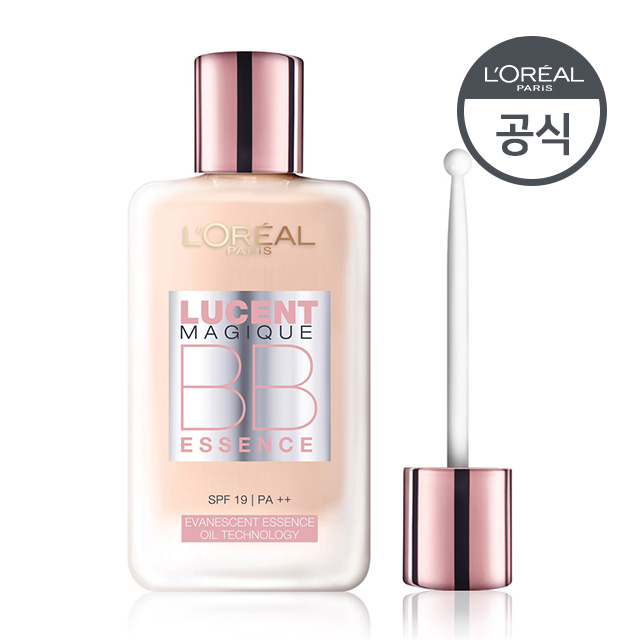 L'ORÉAL
PARIS
공식
L'ORÉAL
PARIS
LUCENT
MAGIQUE
BB
ESSENCE
SPF 19 | PA ++
EVANESCENT ESSENCE
OIL TECHNOLOGY